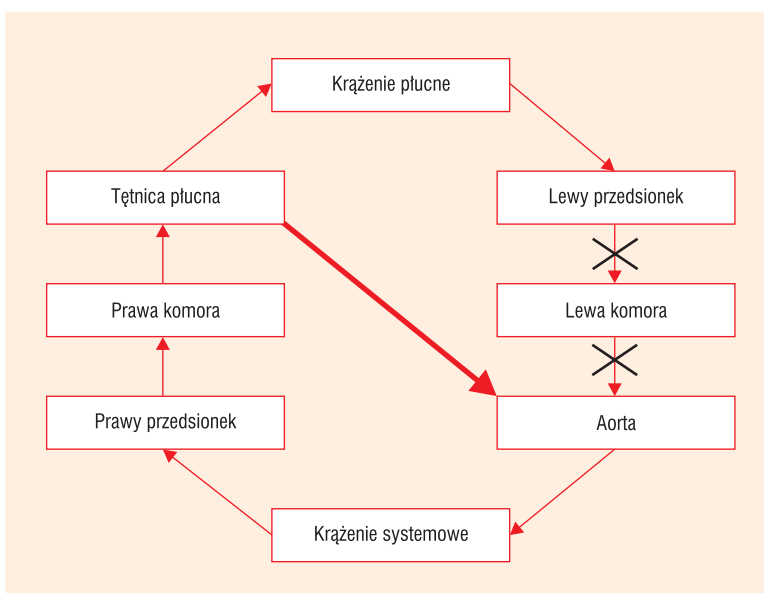 Krążenie płucne
Tętnica płucna
Lewy przedsionek
Prawa komora
Lewa komora
Prawy przedsionek
Aorta
Krążenie systemowe